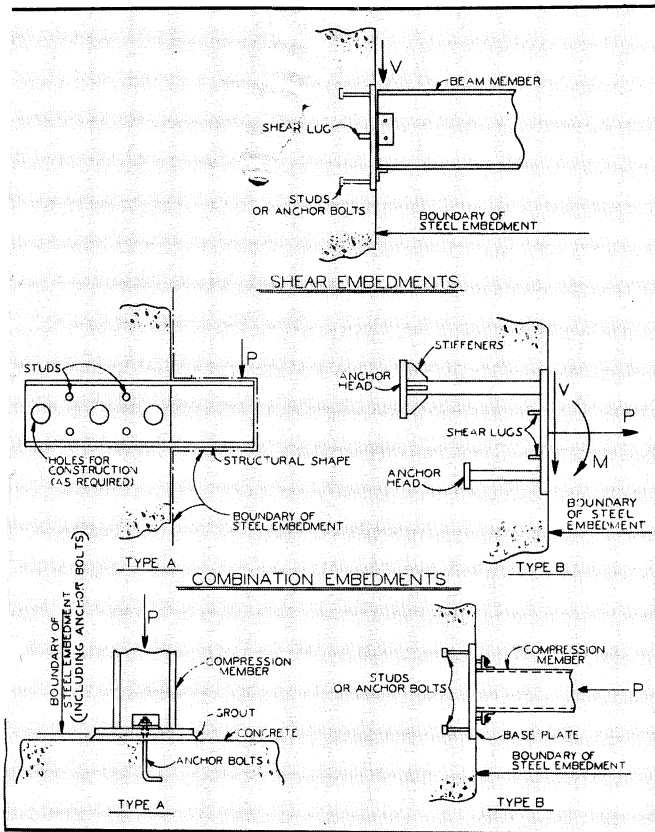 V
BEAM MEMBER
SHEAR LUG
STUDS
OR ANCHOR BOLTS
BOUNDARY OF
STEEL EMBEDMENT
SHEAR EMBEDMENTS
STUDS
P
HOLES FOR
CONSTRUCTION
(AS REQUIRED)
STRUCTURAL SHAPE
BOUNDARY OF
STEEL EMBEDMENT
TYPE A
STIFFENERS
ANCHOR
HEAD
V
P
SHEAR LUGS
M
ANCHOR
HEAD
BOUNDARY
OF STEEL
EMBEDMENT
TYPE B
COMBINATION EMBEDMENTS
BOUNDARY OF
STEEL EMBEDMENT
(INCLUDING ANCHOR BOLTS)
P
COMPRESSION
MEMBER
GROUT
CONCRETE
ANCHOR BOLTS
TYPE A
COMPRESSION
MEMBER
STUDS
OR ANCHOR BOLTS
P
BASE PLATE
BOUNDARY OF
STEEL EMBEDMENT
TYPE B